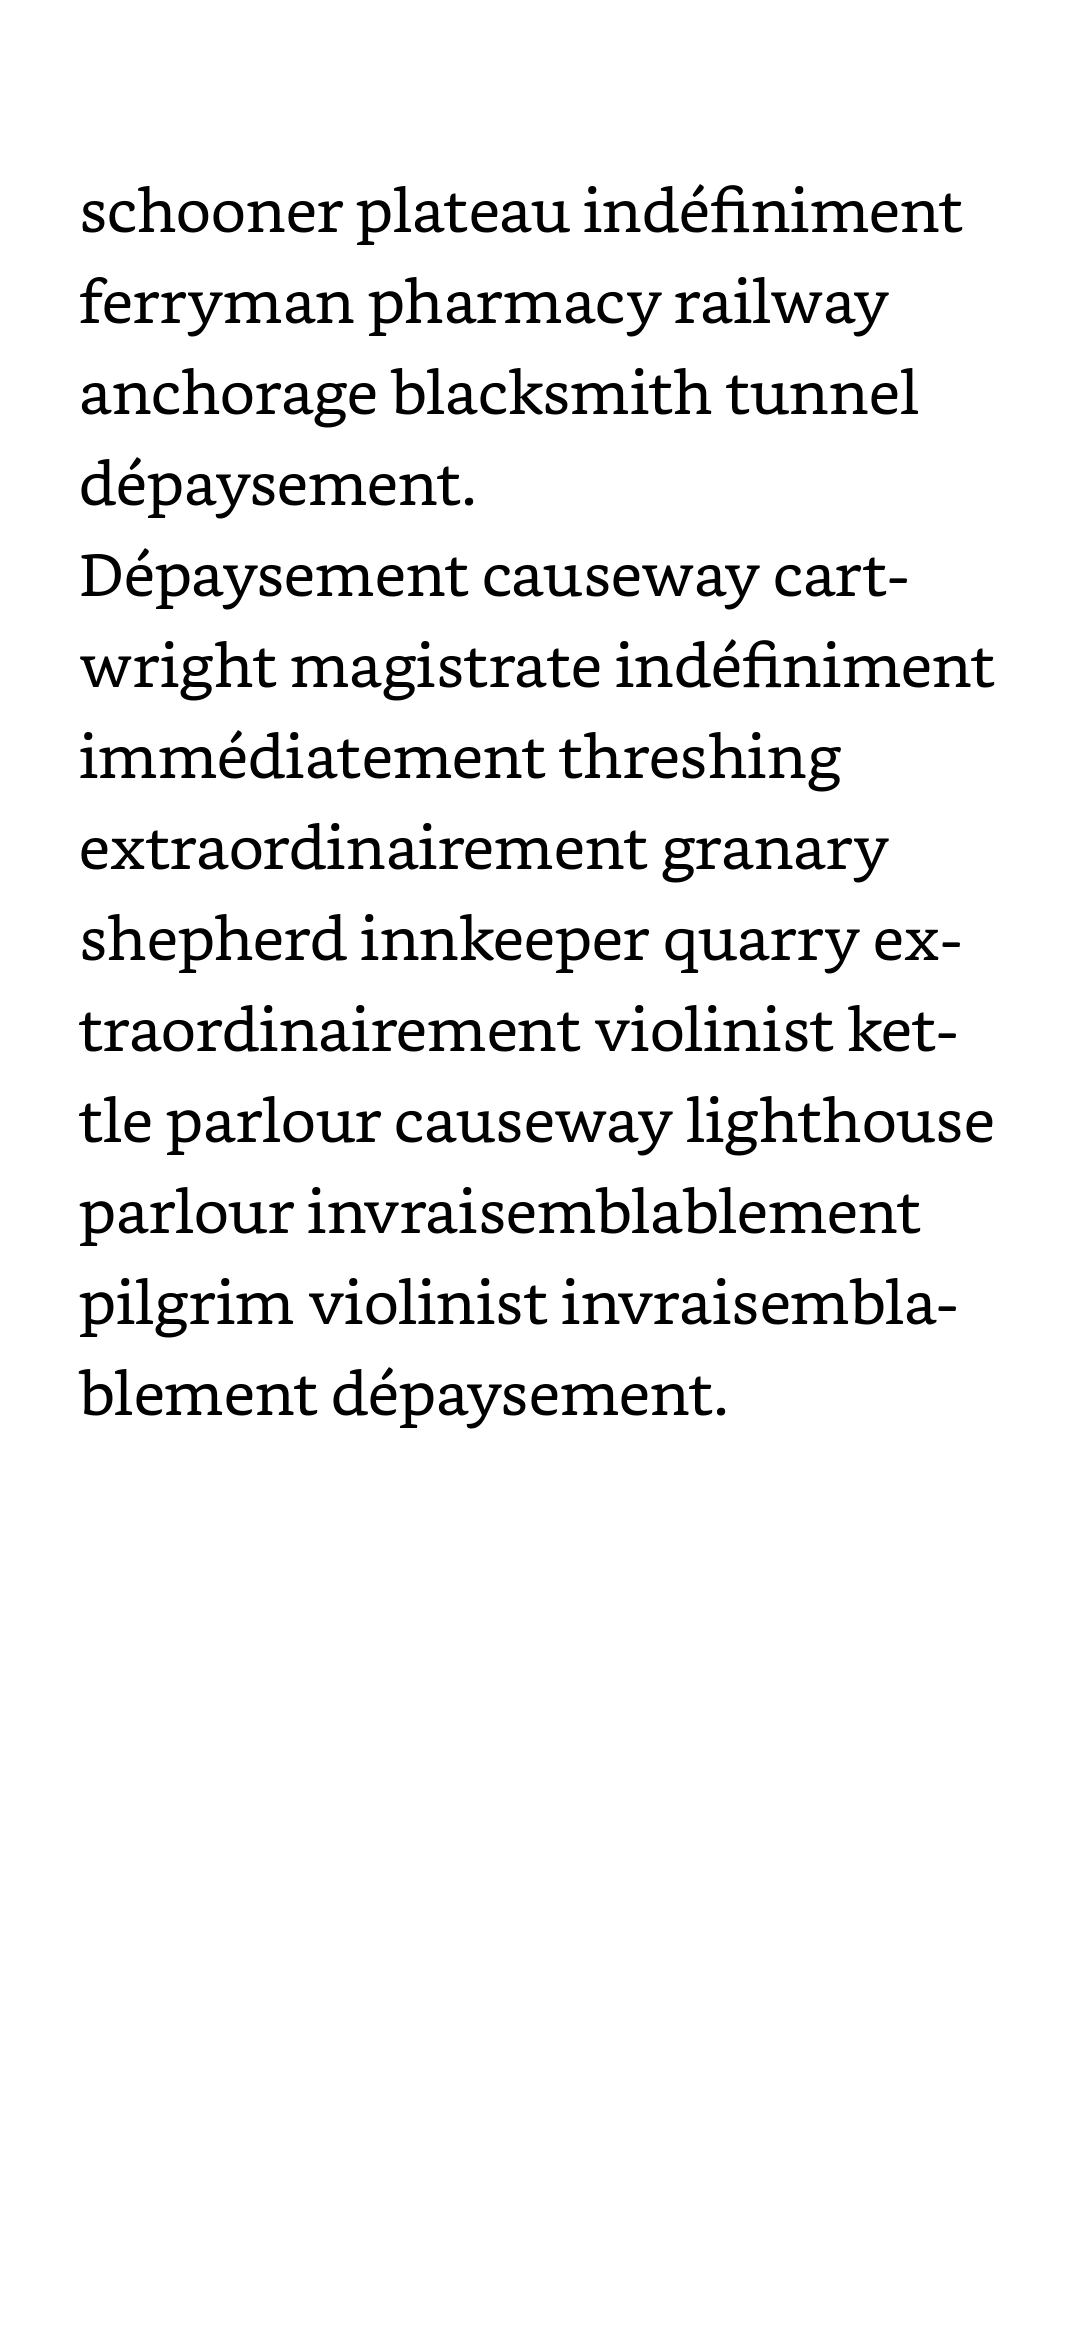 schooner plateau indéfiniment
ferryman pharmacy railway
anchorage blacksmith tunnel
dépaysement.
Dépaysement causeway cart-
wright magistrate indéfiniment
immédiatement threshing
extraordinairement granary
shepherd innkeeper quarry ex-
traordinairement violinist ket-
tle parlour causeway lighthouse
parlour invraisemblablement
pilgrim violinist invraisembla-
blement dépaysement.